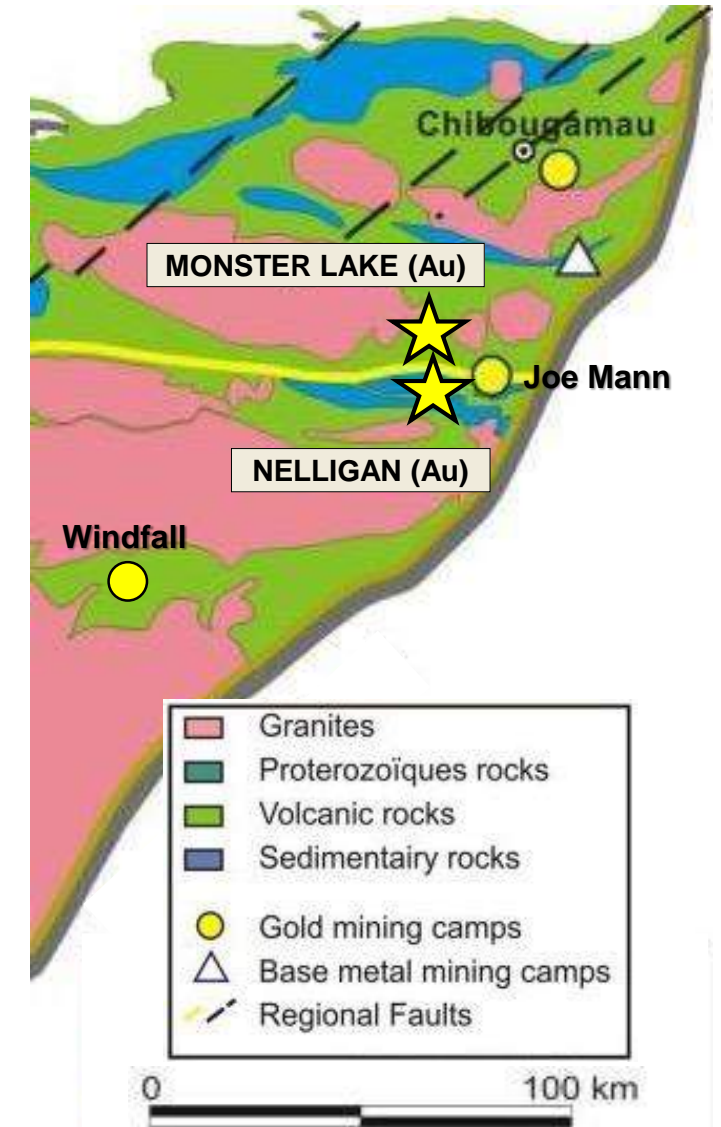 Chibougamau
MONSTER LAKE (Au)
Joe Mann
NELLIGAN (Au)
Windfall
Granites
Proterozoïques rocks
Volcanic rocks
Sedimentairy rocks
Gold mining camps
Base metal mining camps
Regional Faults
0 100 km